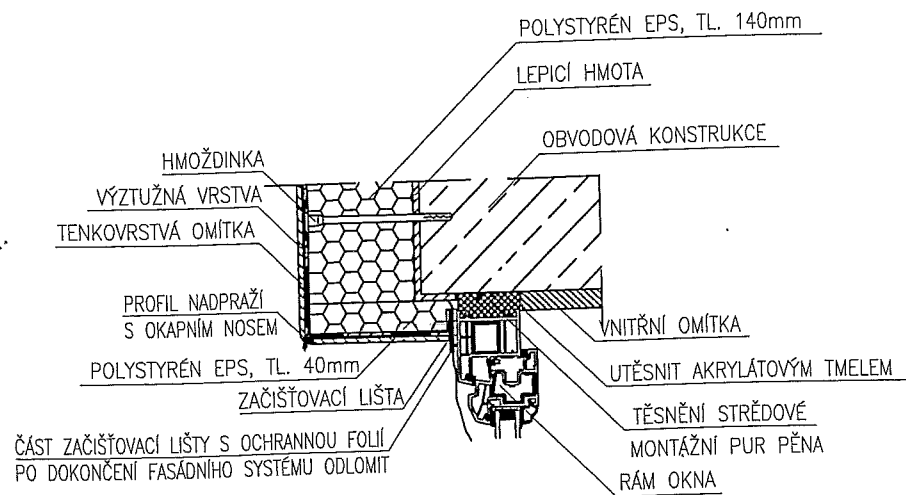 POLYSTYRÉN EPS, TL. 140mm
LEPICÍ HMOTA
OBVODOVÁ KONSTRUKCE
HMOŽDINKA
VÝZTUŽNÁ VRSTVA
TENKOVRSTVÁ OMÍTKA
PROFIL NADPRAŽÍ
S OKAPNÍM NOSEM
VNITŘNÍ OMÍTKA
POLYSTYRÉN EPS, TL. 40mm
UTĚSNIT AKRYLÁTOVÝM TMELEM
ZAČIŠŤOVACÍ LIŠTA
TĚSNĚNÍ STRĚDOVÉ
MONTÁŽNÍ PUR PĚNA
ČÁST ZAČIŠŤOVACÍ LIŠTY S OCHRANNOU FOLIÍ
PO DOKONČENÍ FASÁDNÍHO SYSTÉMU ODLOMIT
RÁM OKNA